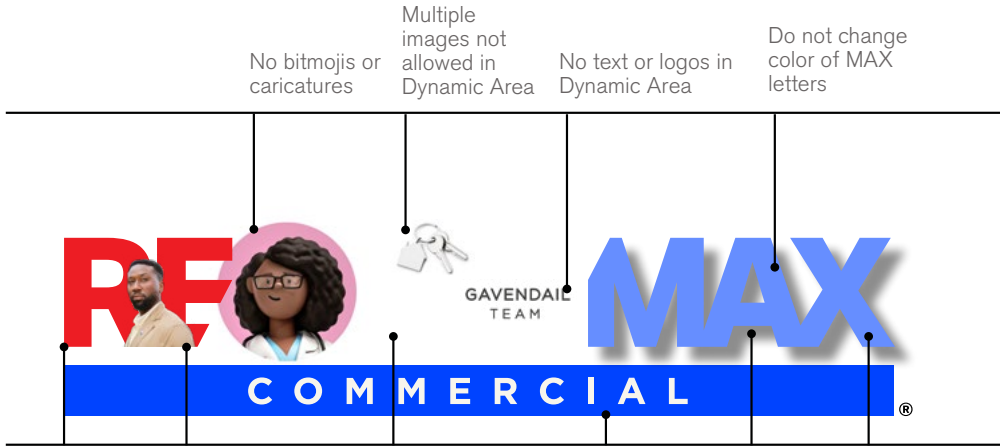 Multiple
images not
allowed in
Dynamic Area
No bitmojis or
caricatures
No text or logos in
Dynamic Area
Do not change
color of MAX
letters
RE
MAX
GAVENDAIL
TEAM
COMMERCIAL
®